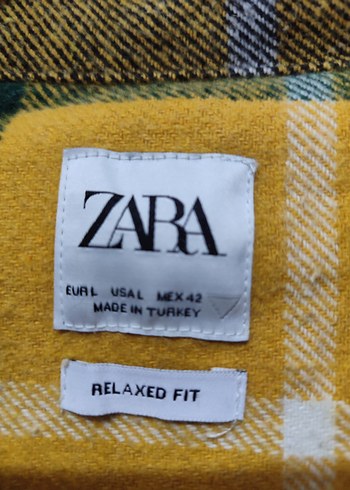 ZARA
EUR L USA L MEX 42
MADE IN TURKEY
RELAXED FIT